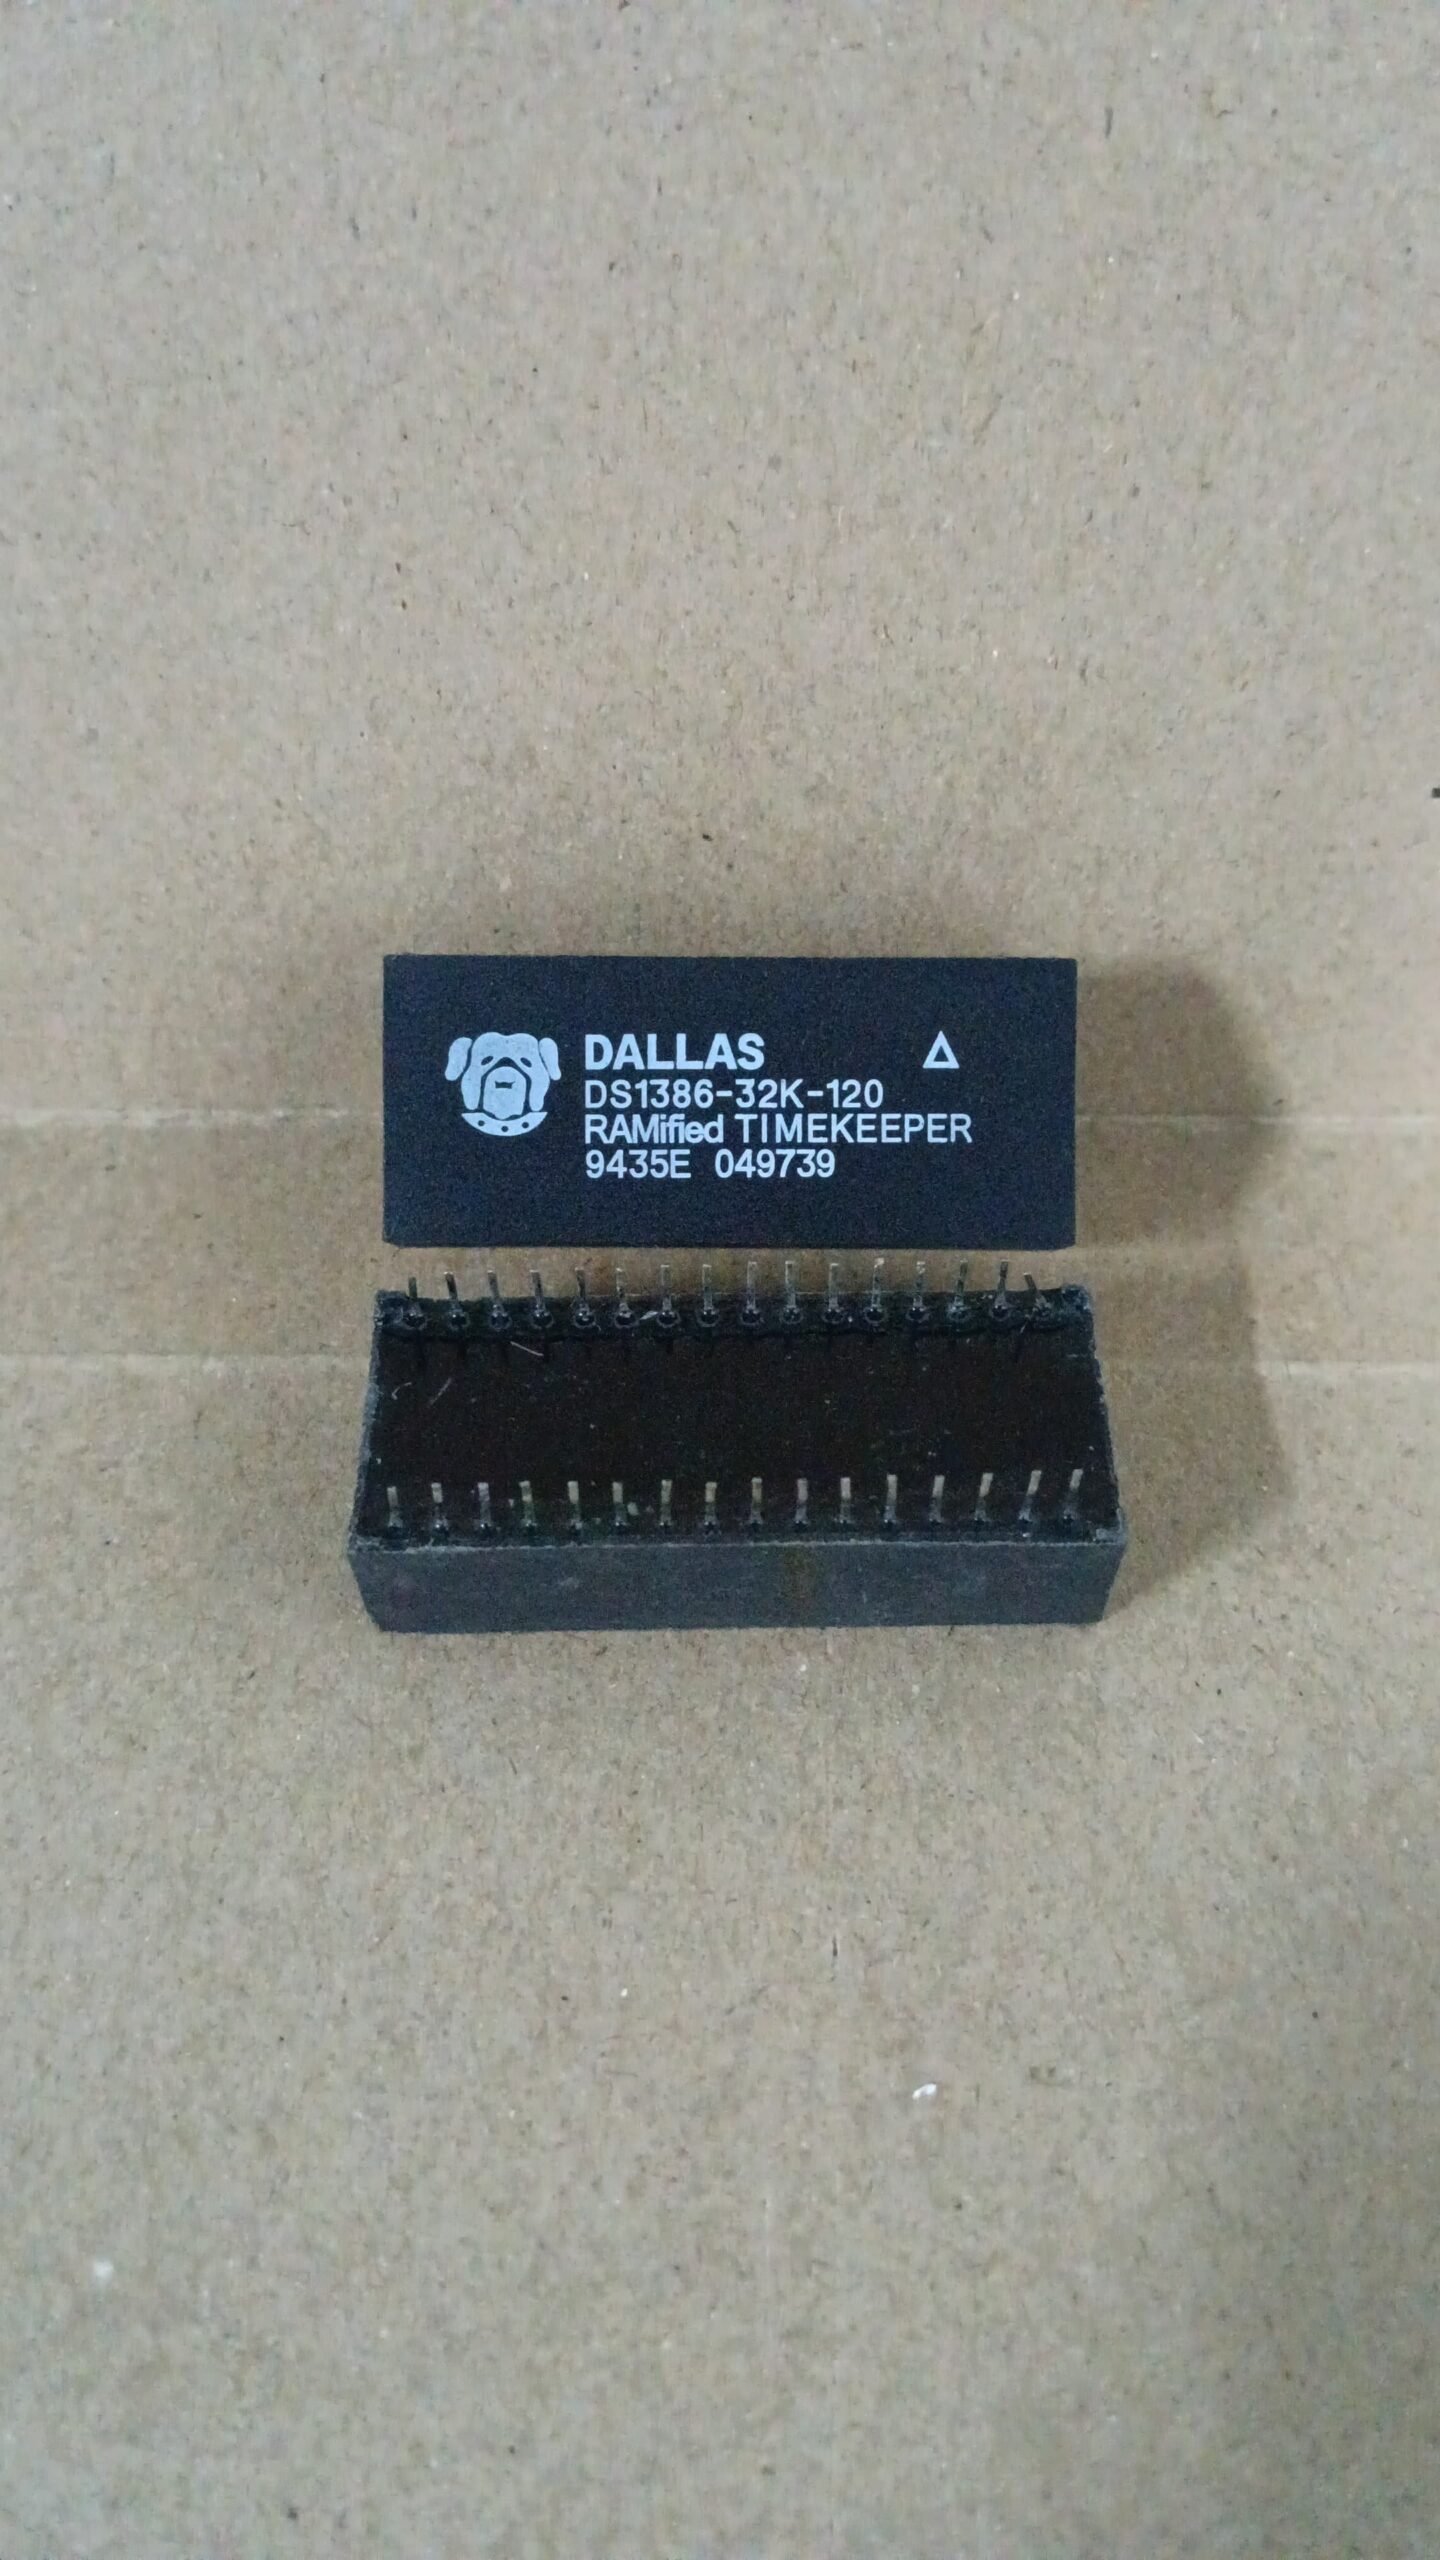 DALLAS
DS1386-32K-120
RAMified TIMEKEEPER
9435E 049739